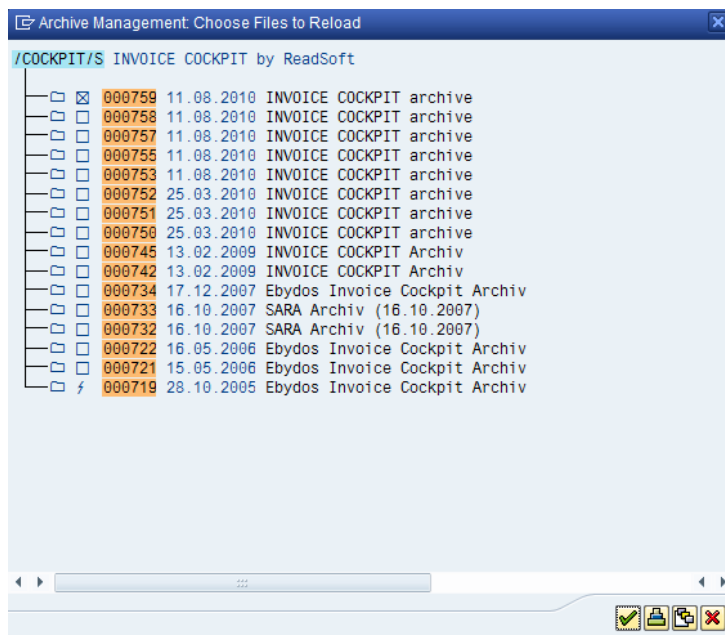 Archive Management: Choose Files to Reload
/COCKPIT/S INVOICE COCKPIT by ReadSoft
000759 11.08.2010 INVOICE COCKPIT archive
000758 11.08.2010 INVOICE COCKPIT archive
000757 11.08.2010 INVOICE COCKPIT archive
000755 11.08.2010 INVOICE COCKPIT archive
000753 11.08.2010 INVOICE COCKPIT archive
000752 25.03.2010 INVOICE COCKPIT archive
000751 25.03.2010 INVOICE COCKPIT archive
000750 25.03.2010 INVOICE COCKPIT archive
000745 13.02.2009 INVOICE COCKPIT Archiv
000742 13.02.2009 INVOICE COCKPIT Archiv
000734 17.12.2007 Ebydos Invoice Cockpit Archiv
000733 16.10.2007 SARA Archiv (16.10.2007)
000732 16.10.2007 SARA Archiv (16.10.2007)
000722 16.05.2006 Ebydos Invoice Cockpit Archiv
000721 15.05.2006 Ebydos Invoice Cockpit Archiv
000719 28.10.2005 Ebydos Invoice Cockpit Archiv